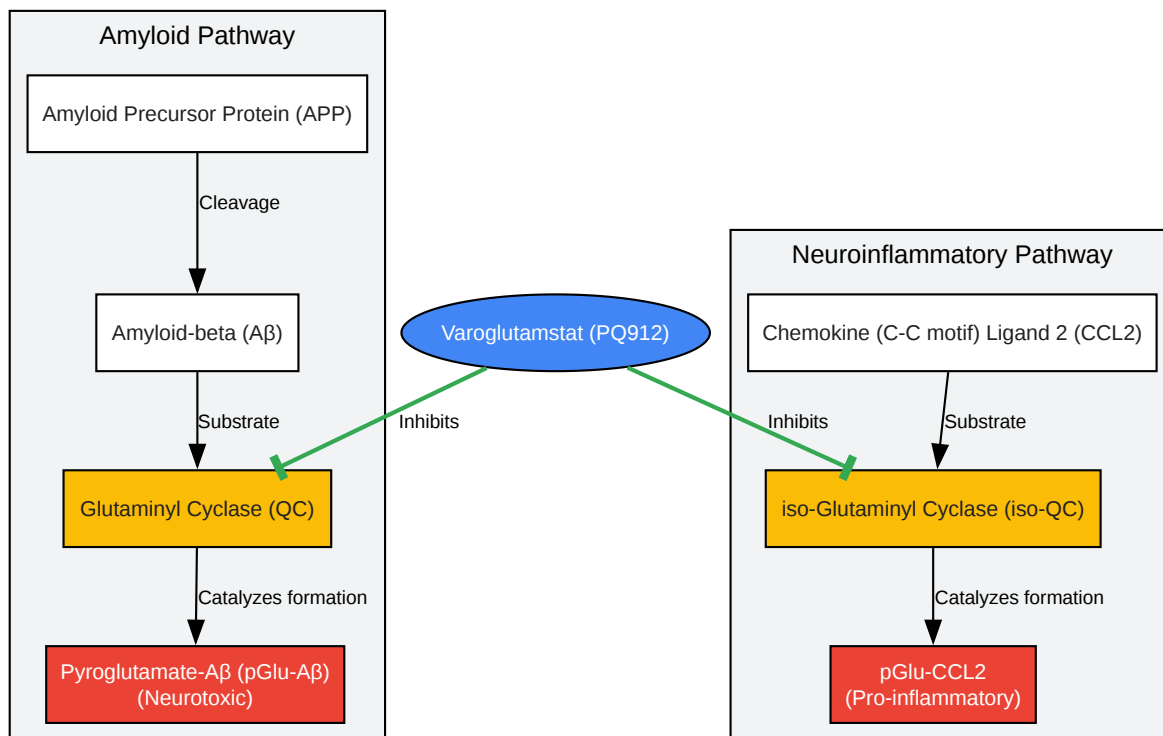 Amyloid Pathway
Amyloid Precursor Protein (APP)
Cleavage
Amyloid-beta (Aβ)
Substrate
Glutaminyl Cyclase (QC)
Catalyzes formation
Pyroglutamate-Aβ (pGlu-Aβ)
(Neurotoxic)
Varoglutamstat (PQ912)
Inhibits
Inhibits
Neuroinflammatory Pathway
Chemokine (C-C motif) Ligand 2 (CCL2)
Substrate
iso-Glutaminyl Cyclase (iso-QC)
Catalyzes formation
pGlu-CCL2
(Pro-inflammatory)